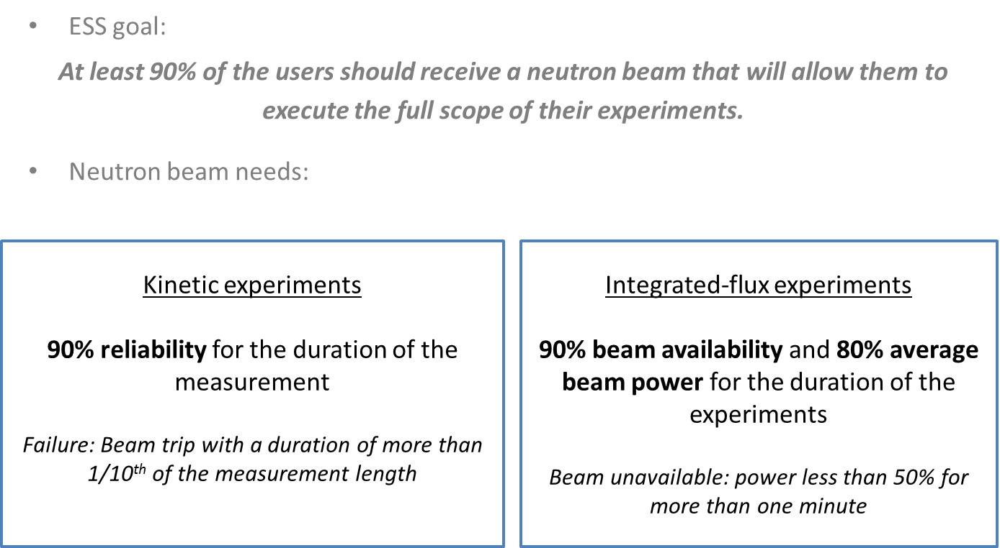 • ESS goal:
At least 90% of the users should receive a neutron beam that will allow them to
execute the full scope of their experiments.
• Neutron beam needs:
Kinetic experiments
90% reliability for the duration of the
measurement
Failure: Beam trip with a duration of more than
1/10th of the measurement length
Integrated-flux experiments
90% beam availability and 80% average
beam power for the duration of the
experiments
Beam unavailable: power less than 50% for
more than one minute